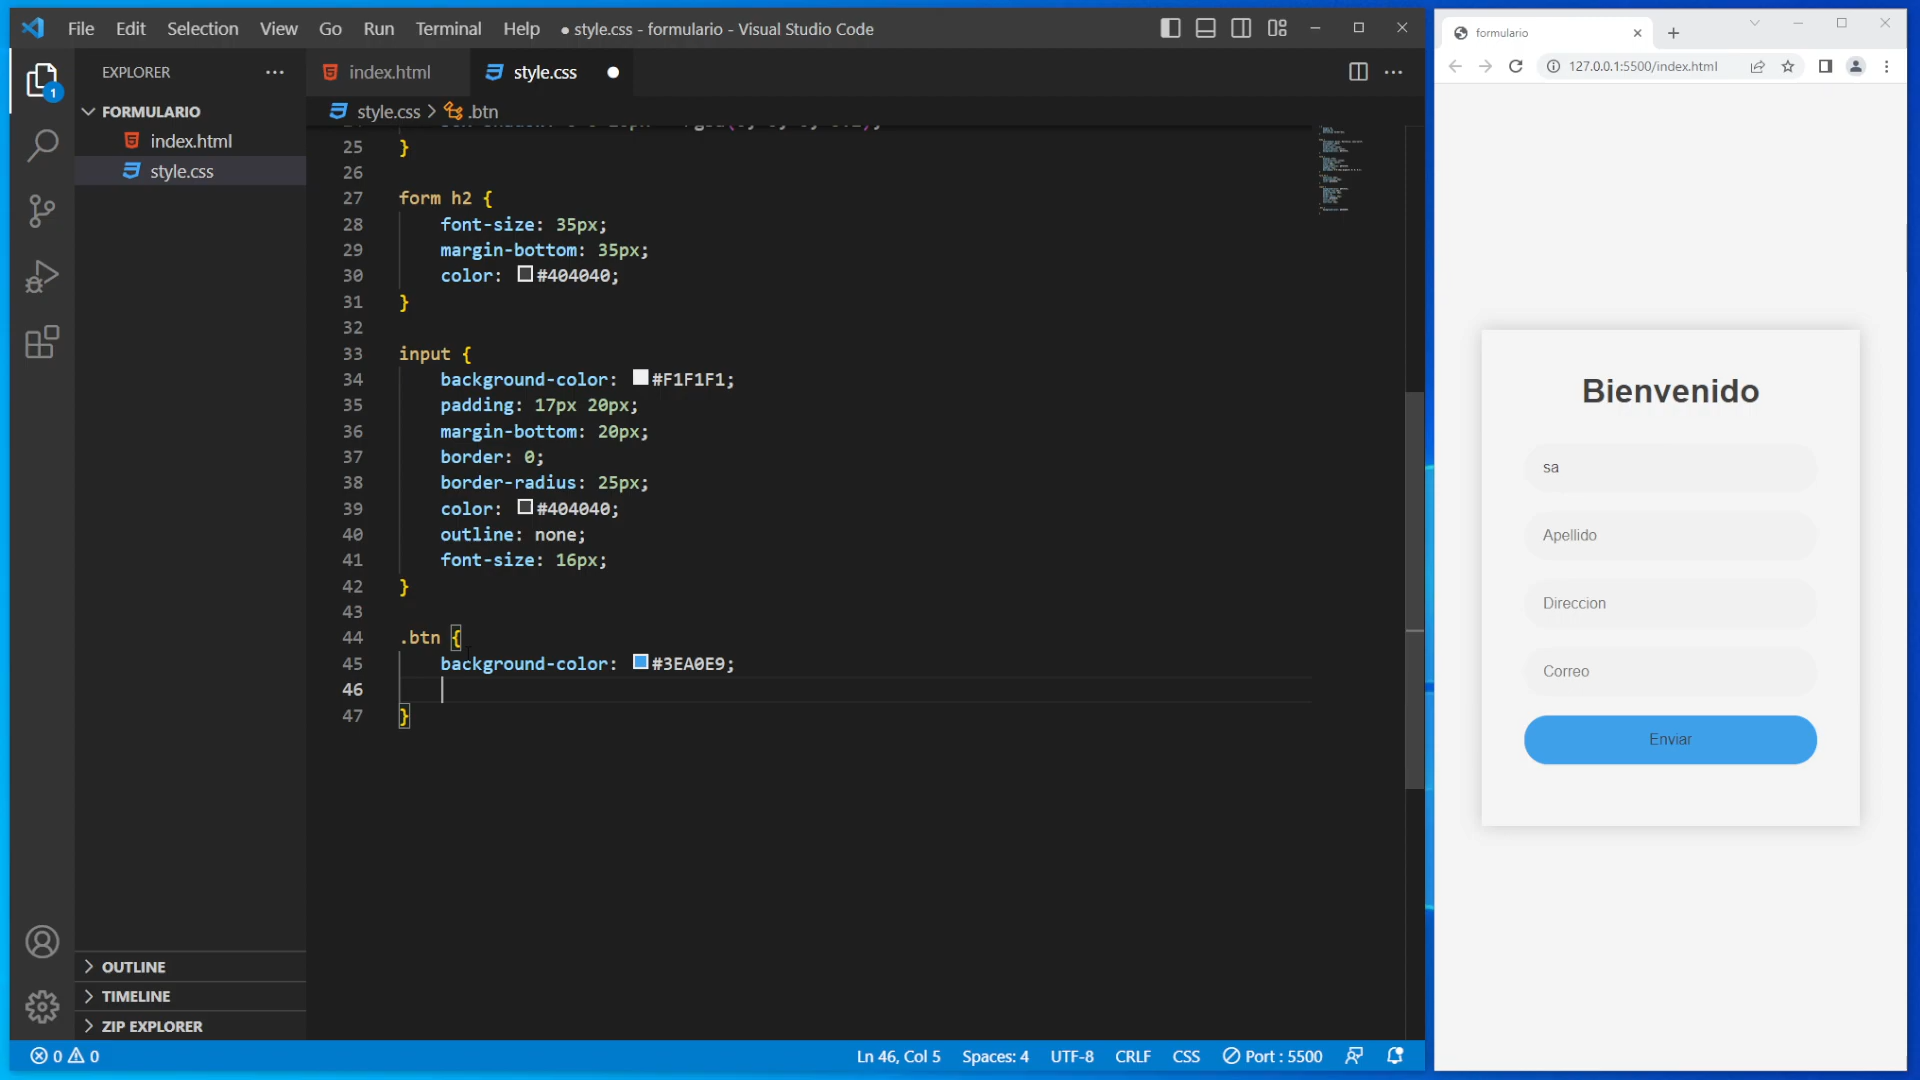 File Edit Selection View Go Run Terminal Help ● style.css - formulario - Visual Studio Code
EXPLORER
1
FORMULARIO
index.html
style.css
OUTLINE
TIMELINE
ZIP EXPLORER
index.html style.css
style.css > .btn
25 }
26
27 form h2 {
28 font-size: 35px;
29 margin-bottom: 35px;
30 color: #404040;
31 }
32
33 input {
34 background-color: #F1F1F1;
35 padding: 17px 20px;
36 margin-bottom: 20px;
37 border: 0;
38 border-radius: 25px;
39 color: #404040;
40 outline: none;
41 font-size: 16px;
42 }
43
44 .btn {
45 background-color: #3EA0E9;
46
47 }
0 0
Ln 46, Col 5 Spaces: 4 UTF-8 CRLF CSS Port : 5500
formulario
127.0.0.1:5500/index.html
Bienvenido
sa
Apellido
Direccion
Correo
Enviar